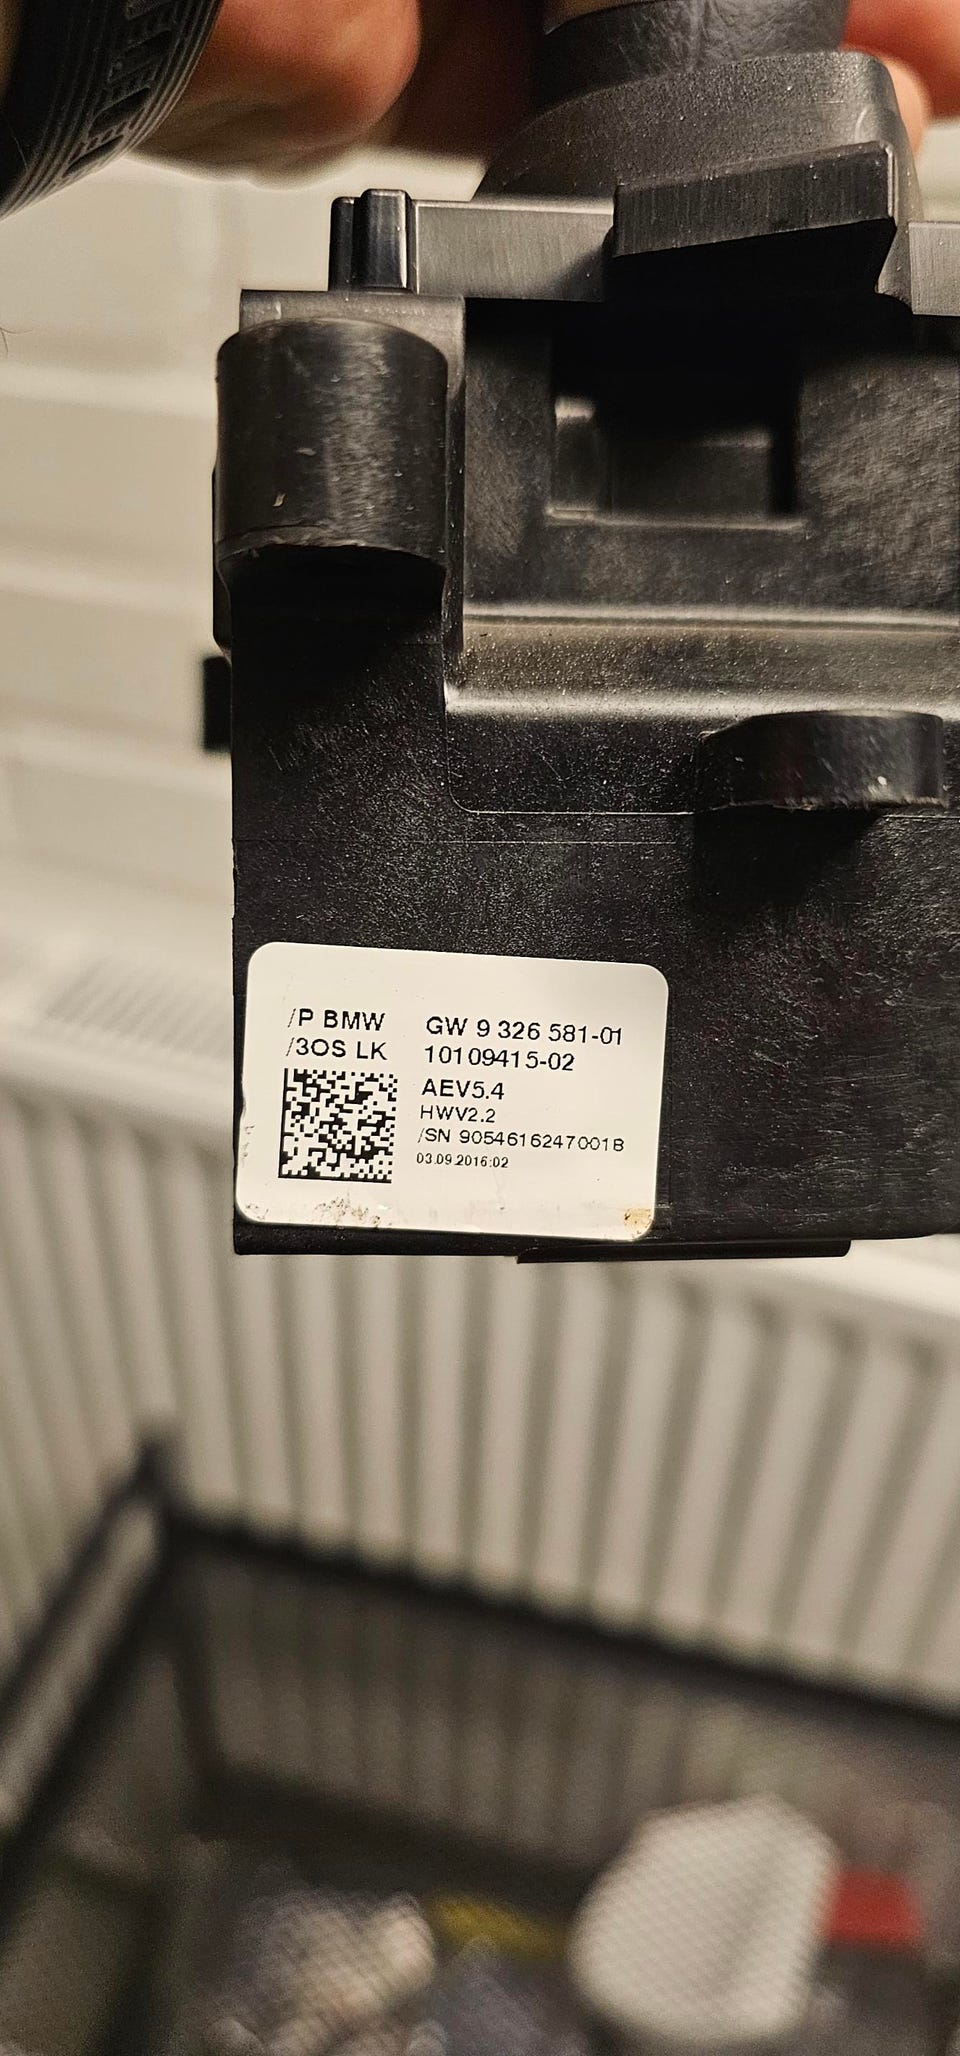 /P BMW GW 9 326 581-01
/3OS LK 10109415-02
AEV5.4
HWV2.2
/SN 9054616247001B
03.09.2016:02